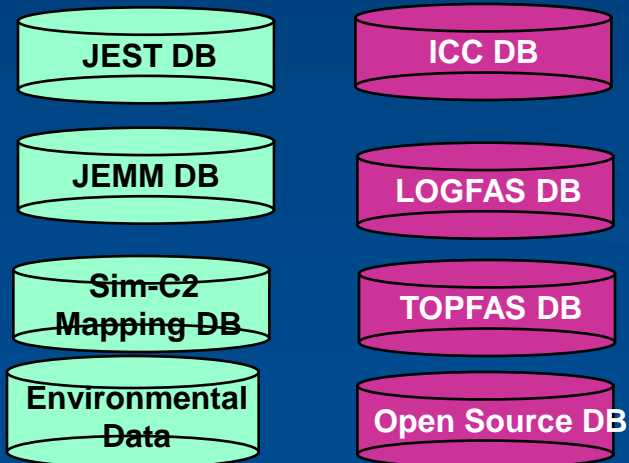 JEST DB
ICC DB
JEMM DB
LOGFAS DB
Sim-C2
Mapping DB
TOPFAS DB
Environmental
Data
Open Source DB